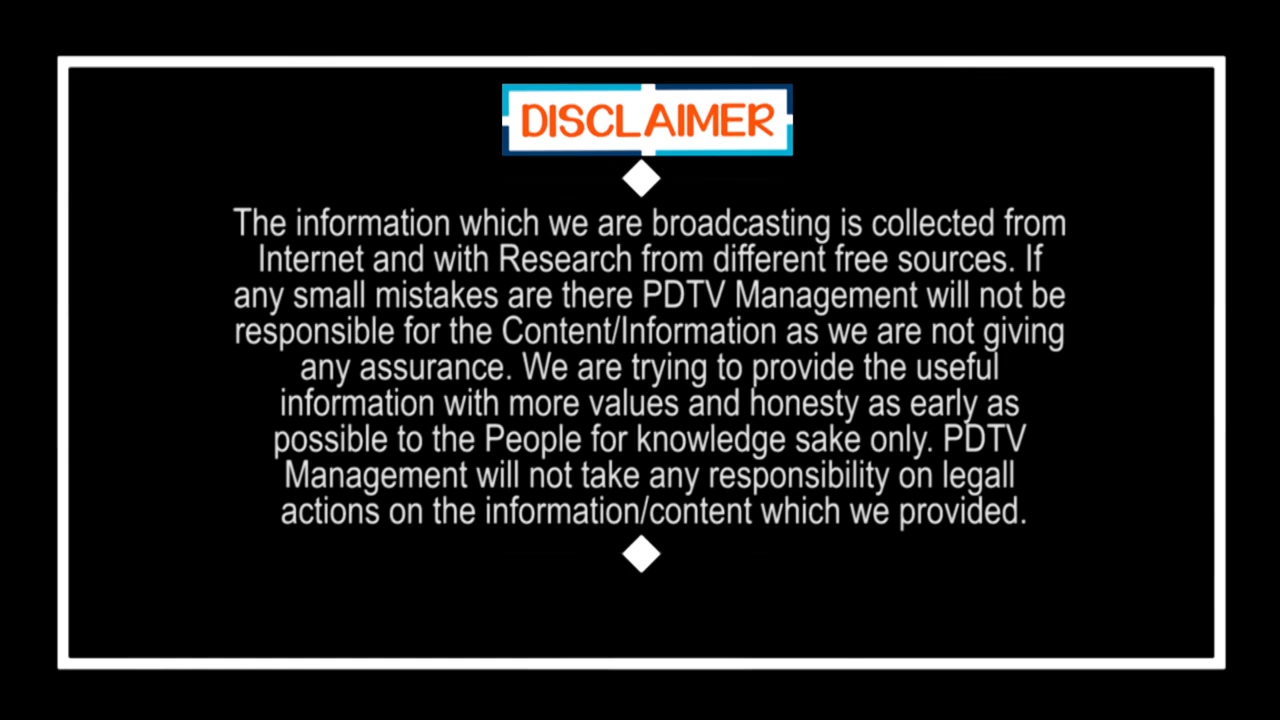 DISCLAIMER
The information which we are broadcasting is collected from
Internet and with Research from different free sources. If
any small mistakes are there PDTV Management will not be
responsible for the Content/Information as we are not giving
any assurance. We are trying to provide the useful
information with more values and honesty as early as
possible to the People for knowledge sake only. PDTV
Management will not take any responsibility on legall
actions on the information/content which we provided.